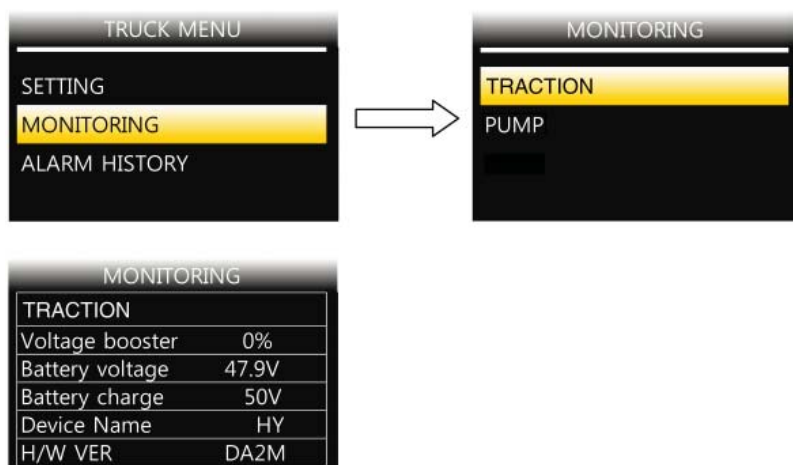 TRUCK MENU
SETTING
MONITORING
ALARM HISTORY
MONITORING
TRACTION
PUMP
MONITORING
TRACTION
Voltage booster 0%
Battery voltage 47.9V
Battery charge 50V
Device Name HY
H/W VER DA2M